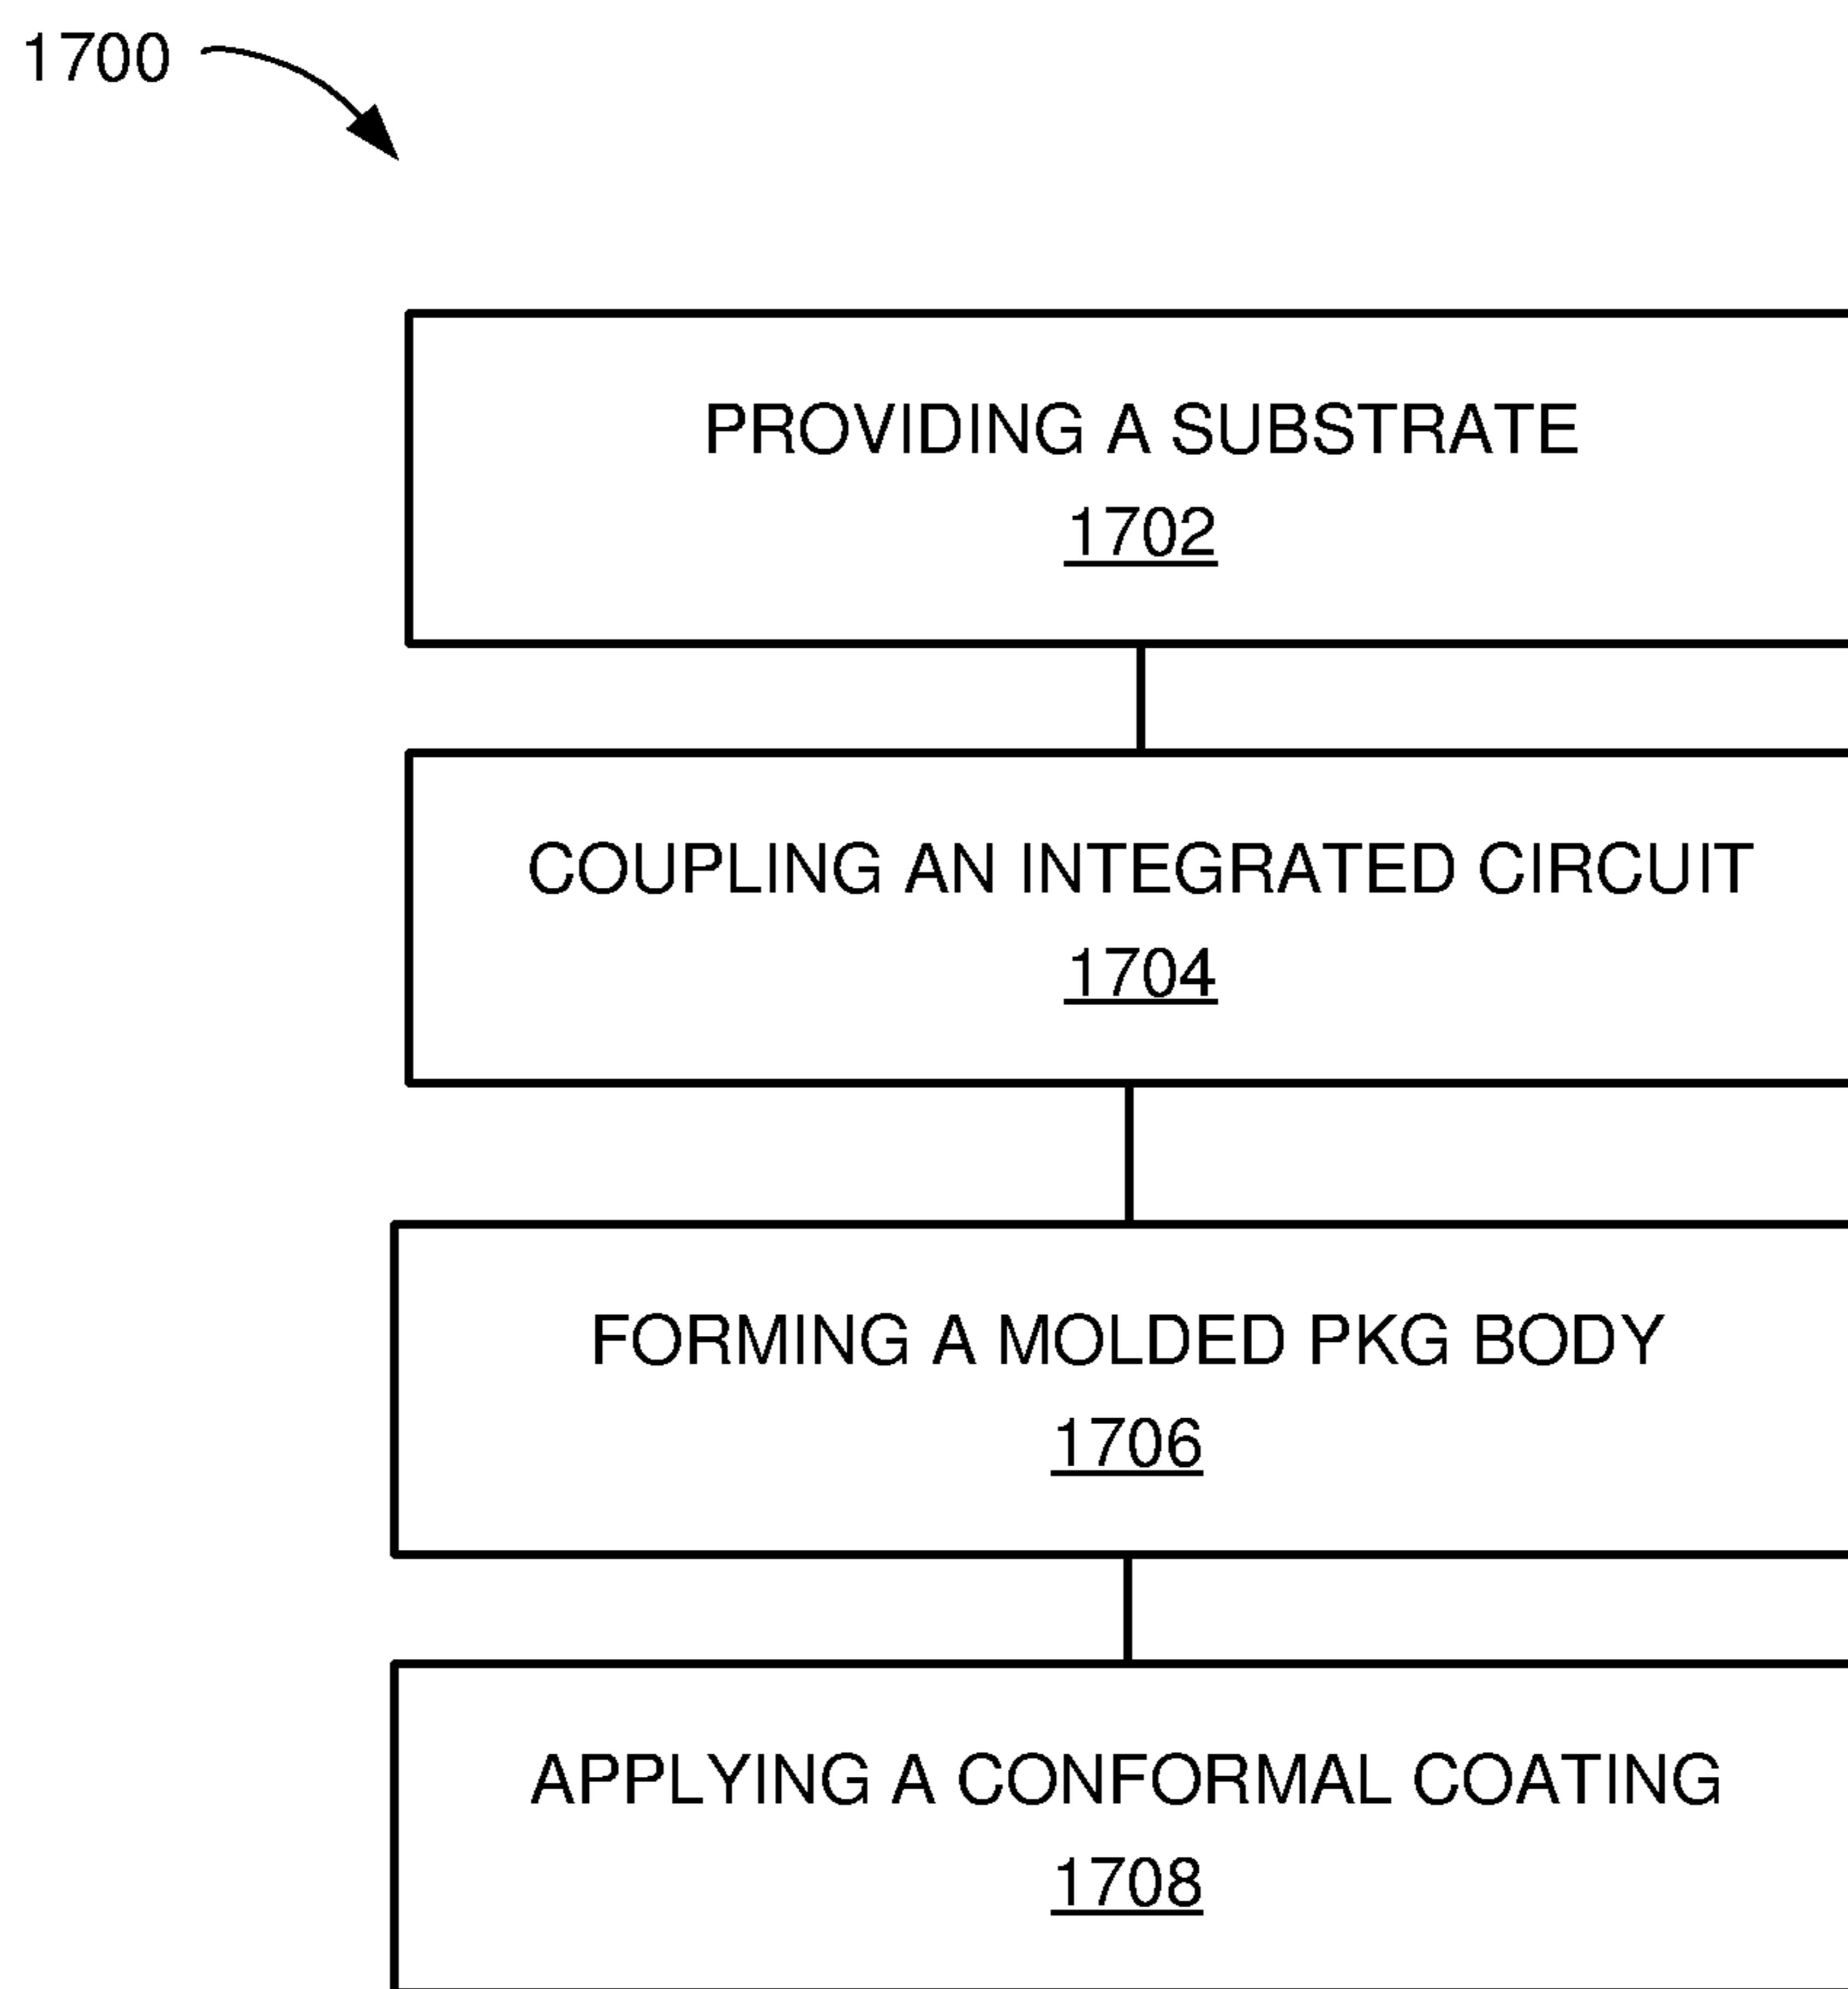 1700
PROVIDING A SUBSTRATE
1702
COUPLING AN INTEGRATED CIRCUIT
1704
FORMING A MOLDED PKG BODY
1706
APPLYING A CONFORMAL COATING
1708